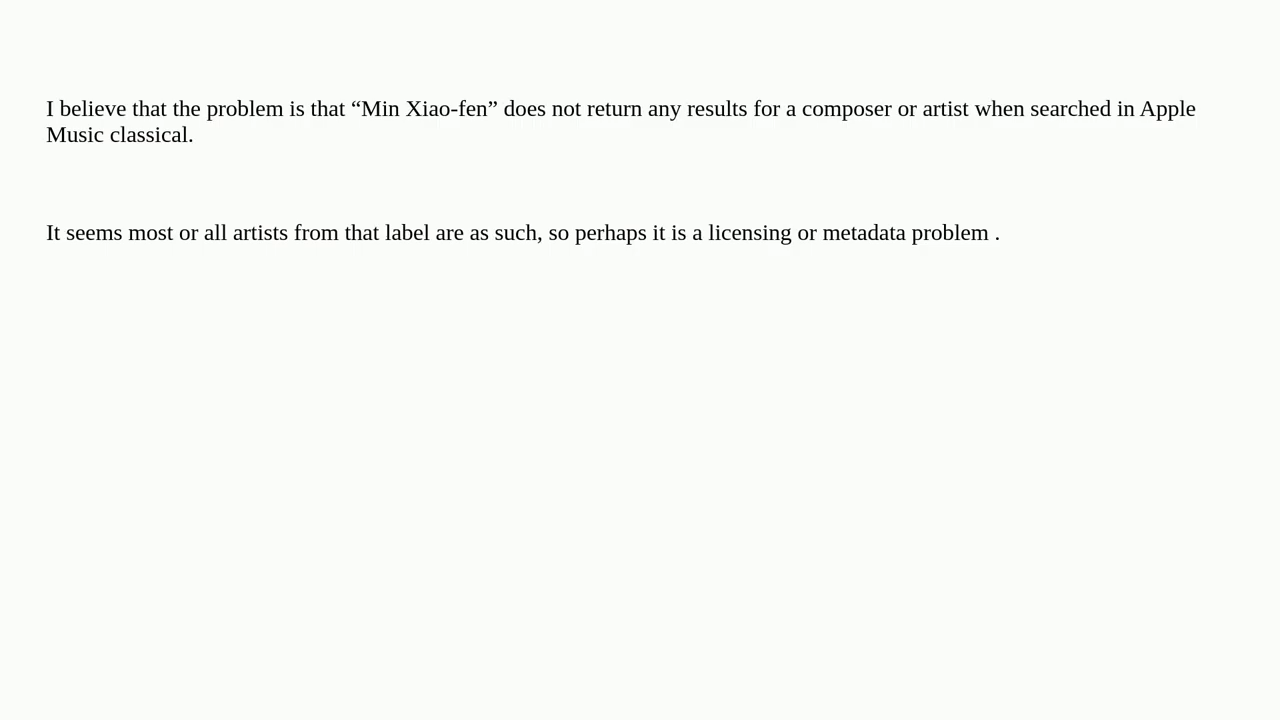 I believe that the problem is that “Min Xiao-fen” does not return any results for a composer or artist when searched in Apple
Music classical.
It seems most or all artists from that label are as such, so perhaps it is a licensing or metadata problem .